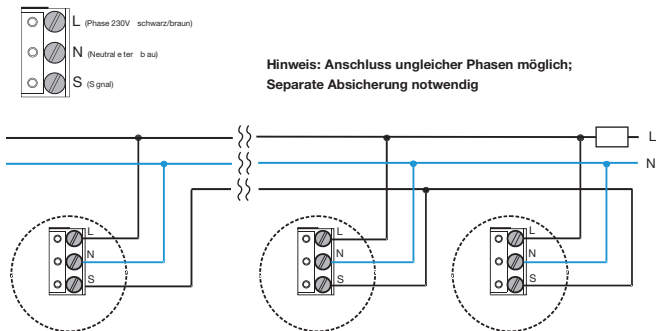 L (Phase 230V schwarz/braun)
N (Neutral e ter b au)
S (S gnal)
Hinweis: Anschluss ungleicher Phasen möglich;
Separate Absicherung notwendig
L
N
L
N
S
L
N
S
L
N
S